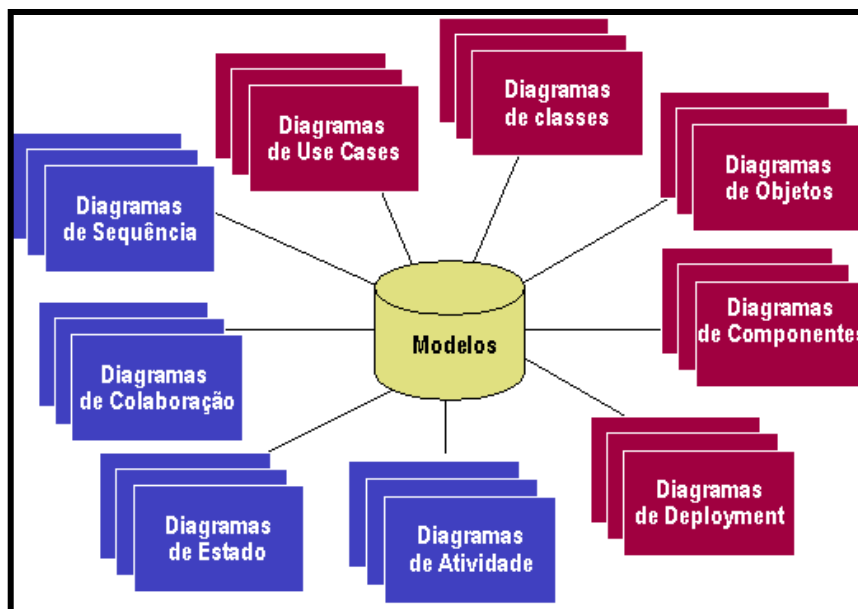 Diagramas
de Use Cases
Diagramas
de classes
Diagramas
de Objetos
Diagramas
de Sequência
Diagramas
de Componentes
Modelos
Diagramas
de Colaboração
Diagramas
de Deployment
Diagramas
de Estado
Diagramas
de Atividade